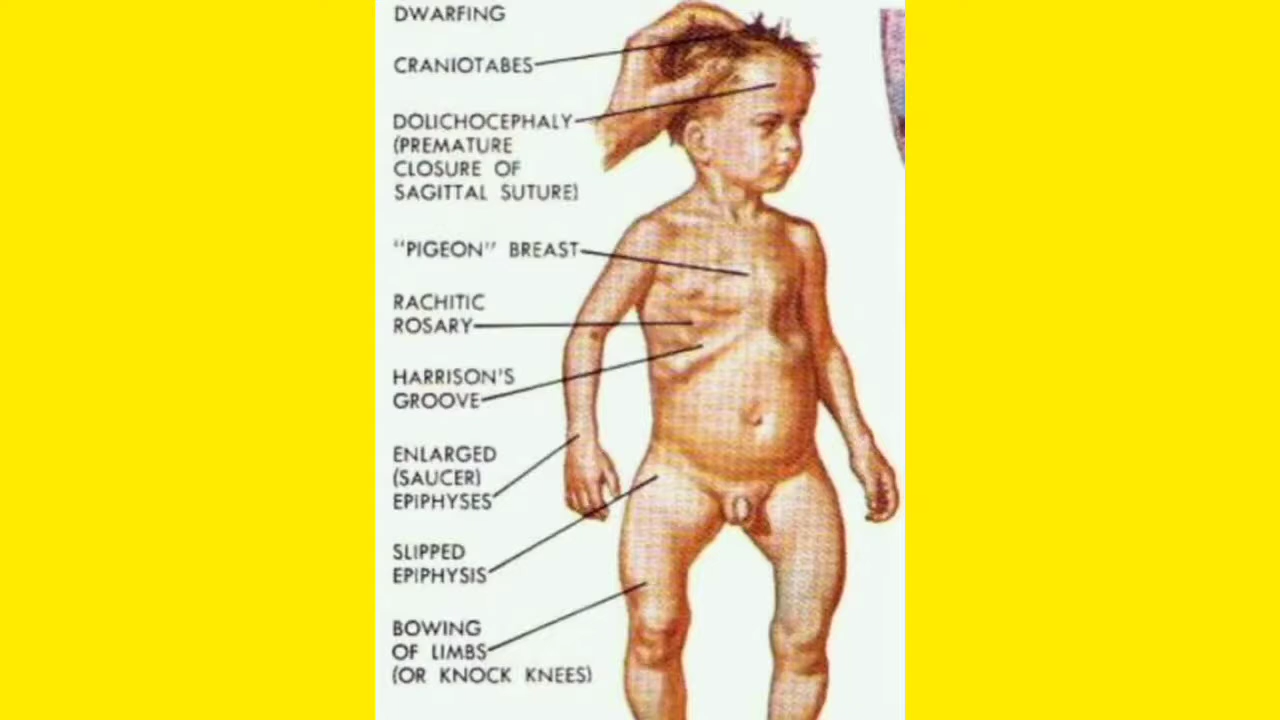 DWARFING
CRANIOTABES
DOLICHOCEPHALY
(PREMATURE
CLOSURE OF
SAGITTAL SUTURE)
"PIGEON" BREAST
RACHITIC
ROSARY
HARRISON'S
GROOVE
ENLARGED
(SAUCER)
EPIPHYSES
SLIPPED
EPIPHYSIS
BOWING
OF LIMBS
(OR KNOCK KNEES)